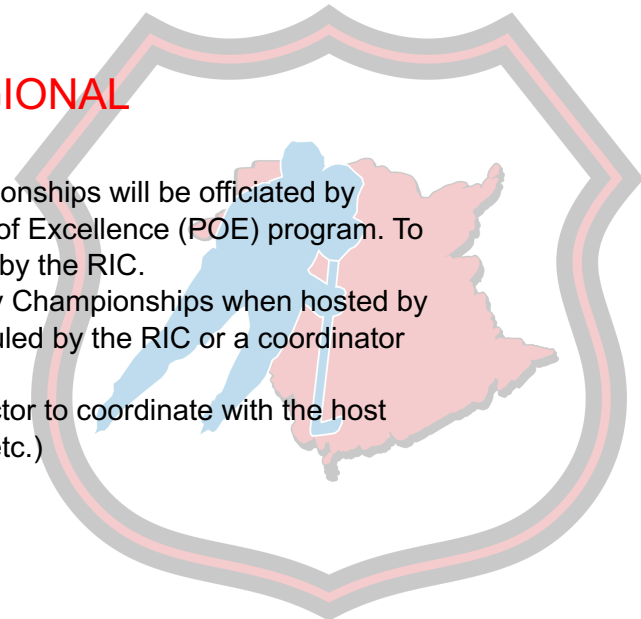 GIONAL
onships will be officiated by
of Excellence (POE) program. To
by the RIC.
y Championships when hosted by
uled by the RIC or a coordinator
ctor to coordinate with the host
etc.)